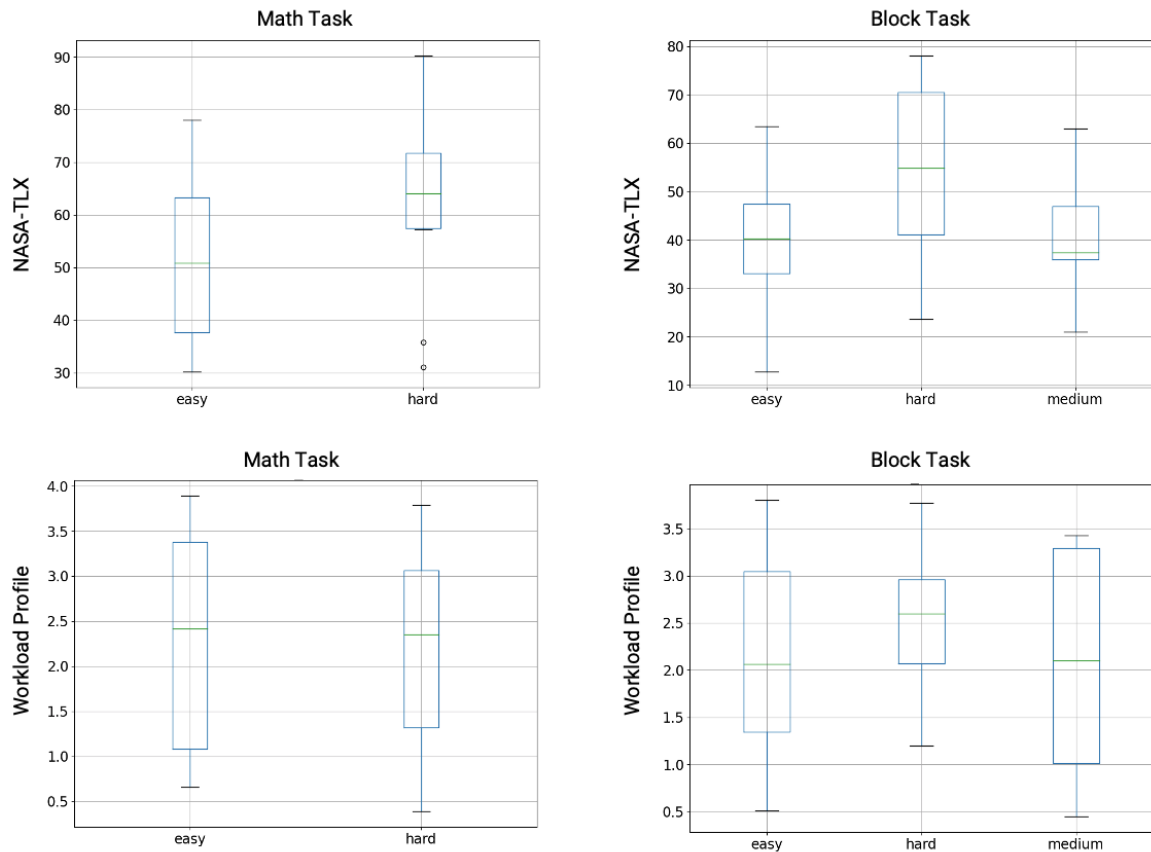 Math Task
NASA-TLX
90
80
70
60
50
40
30
easy hard
Block Task
NASA-TLX
80
70
60
50
40
30
20
10
easy hard medium
Math Task
Workload Profile
4.0
3.5
3.0
2.5
2.0
1.5
1.0
0.5
easy hard
Block Task
Workload Profile
3.5
3.0
2.5
2.0
1.5
1.0
0.5
easy hard medium